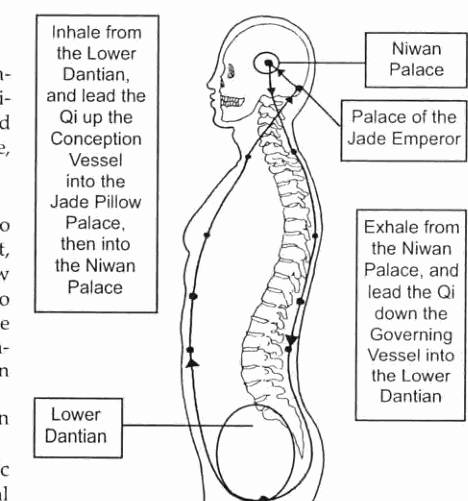 Inhale from
the Lower
Dantian,
and lead the
Qi up the
Conception
Vessel
into the
Jade Pillow
Palace,
then into
the Niwan
Palace
Niwan
Palace
Palace of the
Jade Emperor
Exhale from
the Niwan
Palace, and
lead the Qi
down the
Governing
Vessel into
the Lower
Dantian
Lower
Dantian